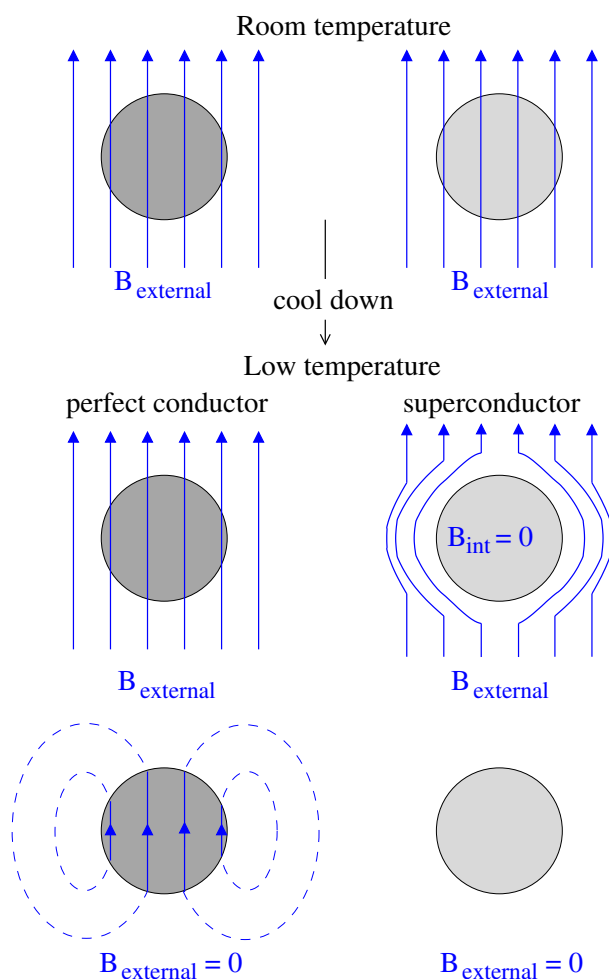 Room temperature
B external B external
cool down
Low temperature
perfect conductor superconductor
B int = 0
B external B external
B external = 0 B external = 0